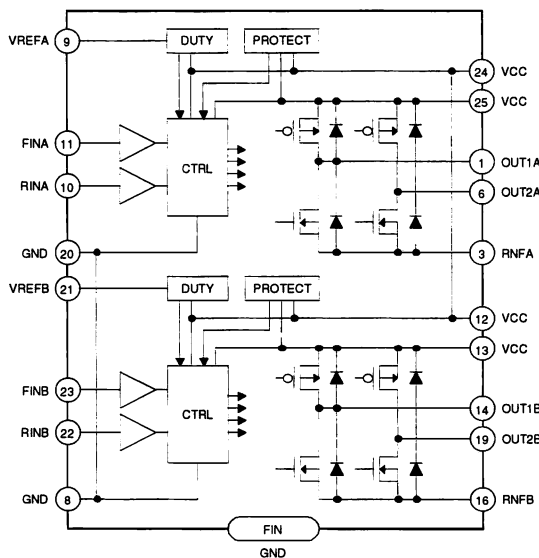 VREFA 9 DUTY PROTECT
24 VCC
25 VCC
FINA 11
CTRL
RINA 10
1 OUT1A
6 OUT2A
GND 20
3 RNFA
VREFB 21 DUTY PROTECT
12 VCC
13 VCC
FINB 23
CTRL
RINB 22
14 OUT1B
19 OUT2B
GND 8
16 RNFB
FIN
GND